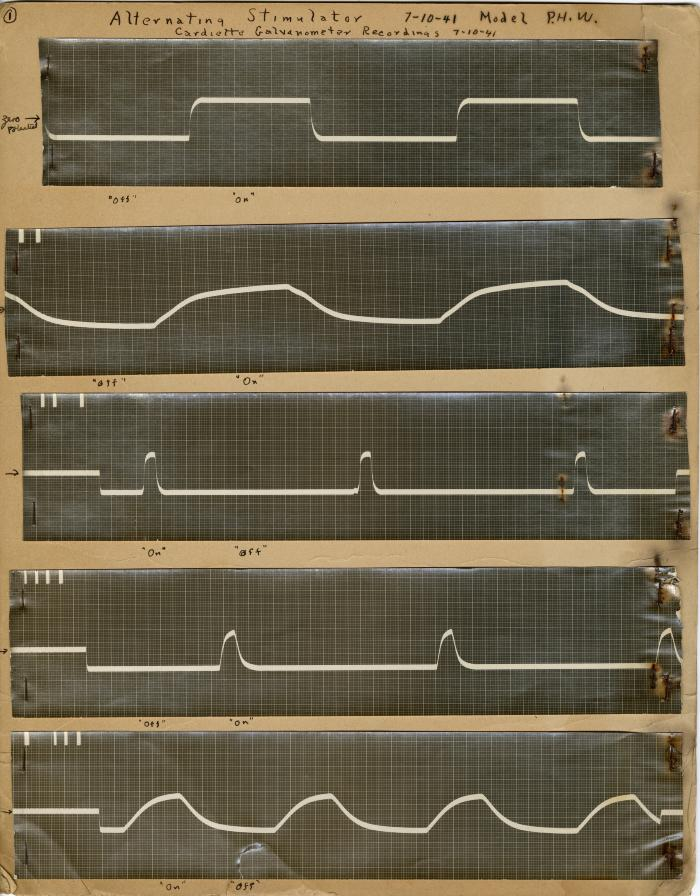 ① Alternating Stimulator 7-10-41 Model P.H.W.
Cardiette Galvanometer Recordings 7-10-41
Zero → Potential
"Off" "On"
"Off" "On"
→
"On" "Off"
→
"Off" "On"
→
"On" "Off"